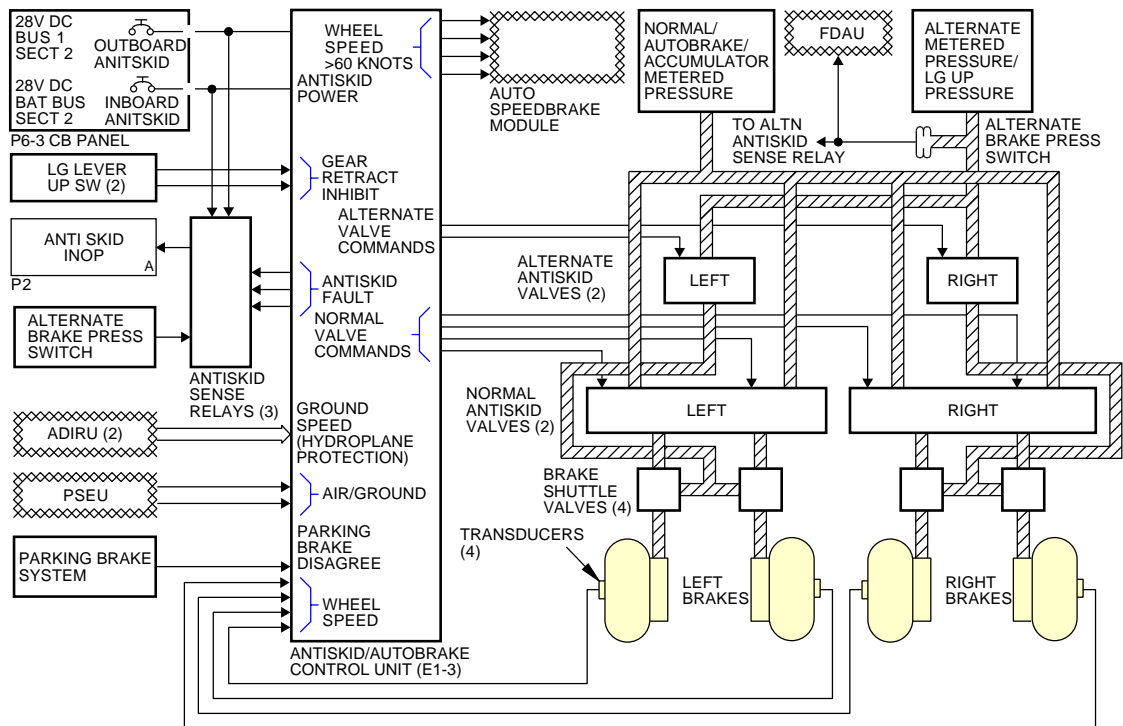 28V DC
BUS 1
SECT 2
OUTBOARD
ANITSKID
28V DC
BAT BUS
SECT 2
INBOARD
ANITSKID
P6-3 CB PANEL
LG LEVER
UP SW (2)
ANTI SKID
INOP
A
P2
ALTERNATE
BRAKE PRESS
SWITCH
ANTISKID
SENSE
RELAYS (3)
ADIRU (2)
PSEU
PARKING BRAKE
SYSTEM
WHEEL
SPEED
>60 KNOTS
ANTISKID
POWER
GEAR
RETRACT
INHIBIT
ALTERNATE
VALVE
COMMANDS
ANTISKID
FAULT
NORMAL
VALVE
COMMANDS
GROUND
SPEED
(HYDROPLANE
PROTECTION)
AIR/GROUND
PARKING
BRAKE
DISAGREE
WHEEL
SPEED
ANTISKID/AUTOBRAKE
CONTROL UNIT (E1-3)
AUTO
SPEEDBRAKE
MODULE
NORMAL/
AUTOBRAKE/
ACCUMULATOR
METERED
PRESSURE
FDAU
ALTERNATE
METERED
PRESSURE/
LG UP
PRESSURE
TO ALTN
ANTISKID
SENSE RELAY
ALTERNATE
BRAKE PRESS
SWITCH
ALTERNATE
ANTISKID
VALVES (2)
LEFT
RIGHT
NORMAL
ANTISKID
VALVES (2)
LEFT
RIGHT
BRAKE
SHUTTLE
VALVES (4)
TRANSDUCERS
(4)
LEFT
BRAKES
RIGHT
BRAKES